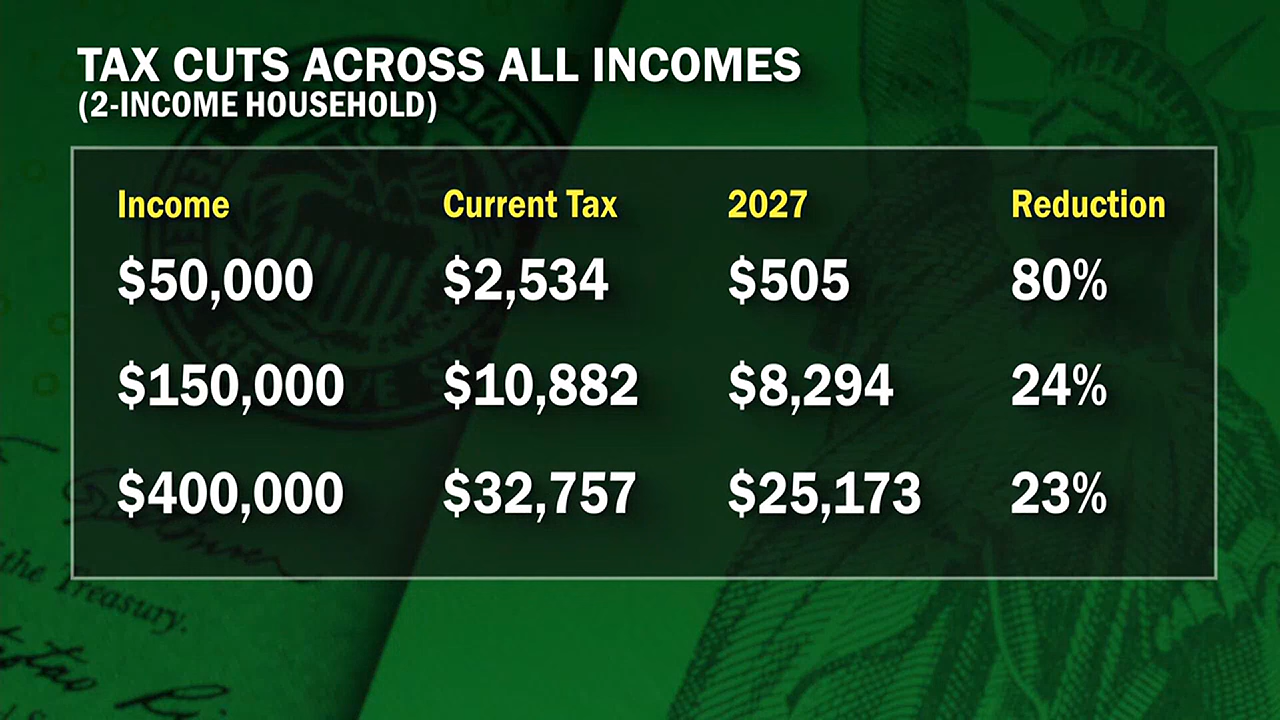 TAX CUTS ACROSS ALL INCOMES
(2-INCOME HOUSEHOLD)
Income Current Tax 2027 Reduction
$50,000 $2,534 $505 80%
$150,000 $10,882 $8,294 24%
$400,000 $32,757 $25,173 23%
the Treasury.